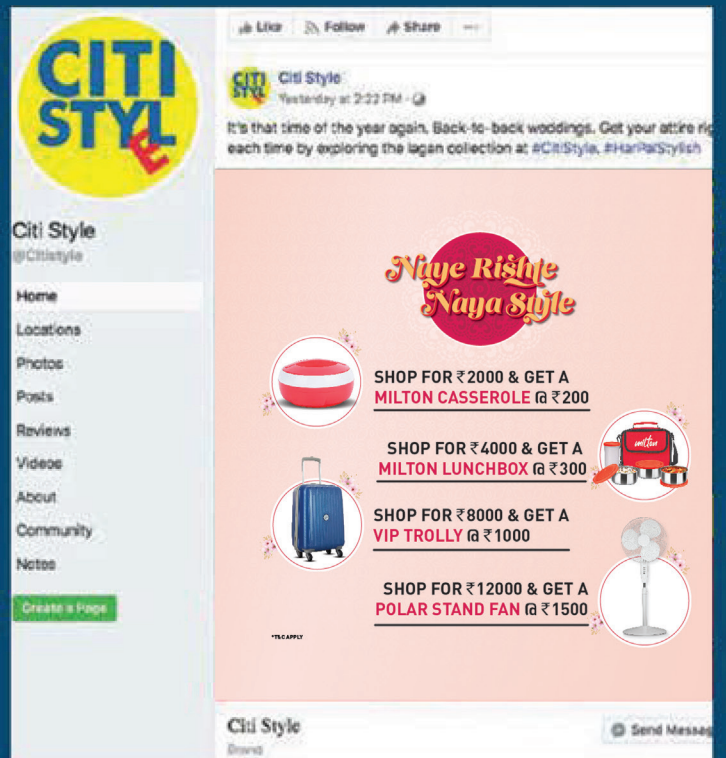 CITI
STYLE
Citi Style
@Citistyle
Home
Locations
Photos
Posts
Reviews
Videos
About
Community
Notes
Create a Page
Like Follow Share ...
CITI
STYLE
Citi Style
Yesterday at 2:22 PM ·
It's that time of the year again. Back-to-back weddings. Get your attire rig
each time by exploring the lagan collection at #CitiStyle. #HarPalStylish
Naye Rishte
Naya Style
SHOP FOR ₹2000 & GET A
MILTON CASSEROLE @ ₹200
SHOP FOR ₹4000 & GET A
MILTON LUNCHBOX @ ₹300
milton
SHOP FOR ₹8000 & GET A
VIP TROLLY @ ₹1000
SHOP FOR ₹12000 & GET A
POLAR STAND FAN @ ₹1500
*T&C APPLY
Citi Style
Brand
Send Messag